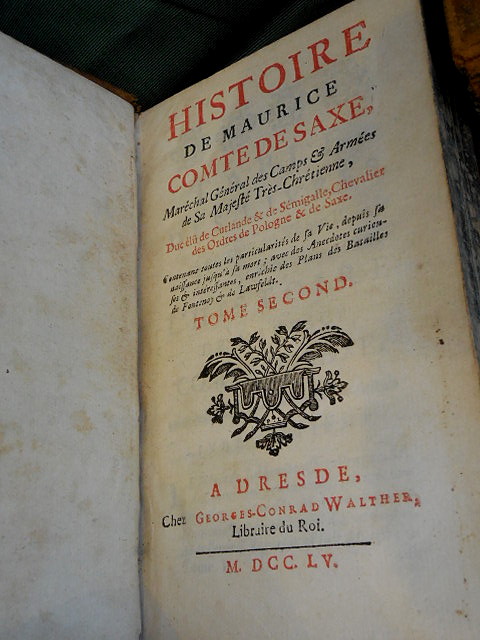 HISTOIRE
DE MAURICE
COMTE DE SAXE,
Maréchal Général des Camps & Armées
de Sa Majesté Très-Chrétienne,
Duc élû de Curlande & de Sémigalle, Chevalier
des Ordres de Pologne & de Saxe.
Contenant toutes les particularités de sa Vie, depuis sa
naissance jusqu'à sa mort; avec des Anecdotes curieu-
ses & intéressantes, enrichie des Plans des Batailles
de Fontenoy & de Lawfeldt.
TOME SECOND.
A DRESDE,
Chez GEORGES-CONRAD WALTHER,
Libraire du Roi.
M. DCC. LV.